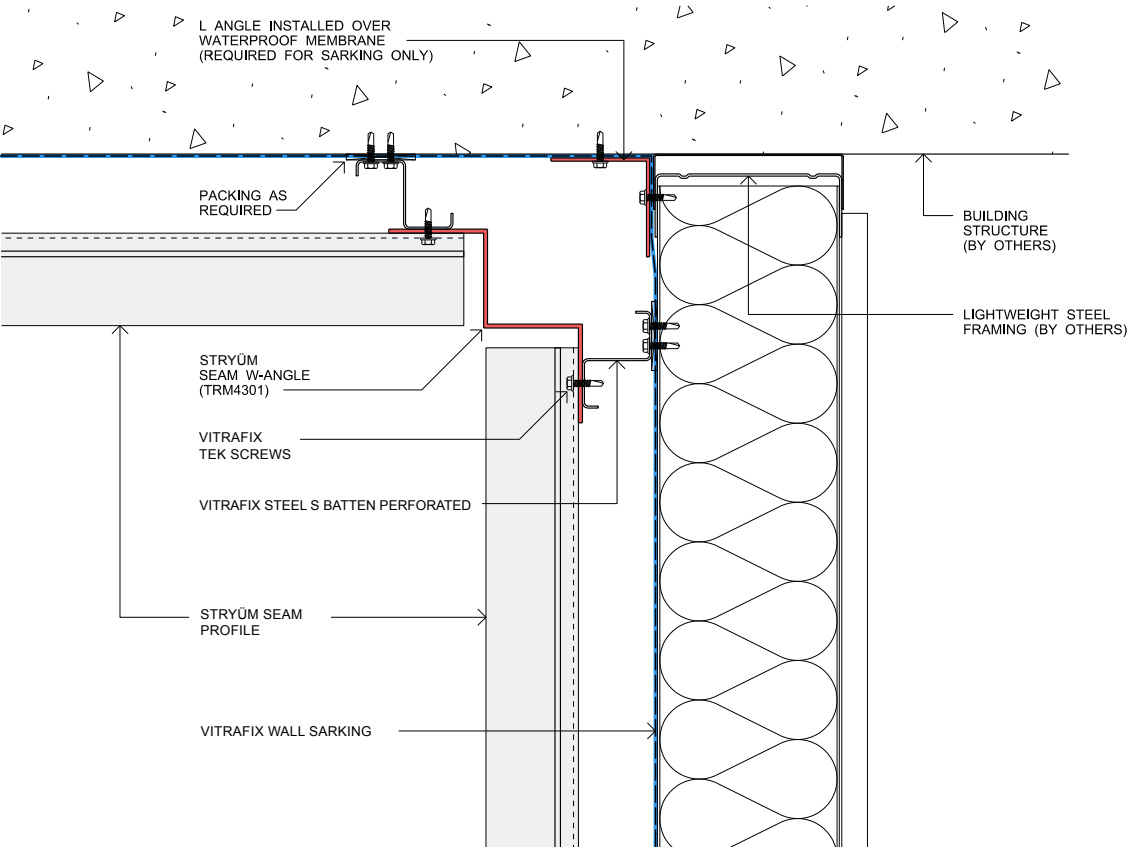 L ANGLE INSTALLED OVER
WATERPROOF MEMBRANE
(REQUIRED FOR SARKING ONLY)
PACKING AS
REQUIRED
BUILDING
STRUCTURE
(BY OTHERS)
LIGHTWEIGHT STEEL
FRAMING (BY OTHERS)
STRYÜM
SEAM W-ANGLE
(TRM4301)
VITRAFIX
TEK SCREWS
VITRAFIX STEEL S BATTEN PERFORATED
STRYÜM SEAM
PROFILE
VITRAFIX WALL SARKING